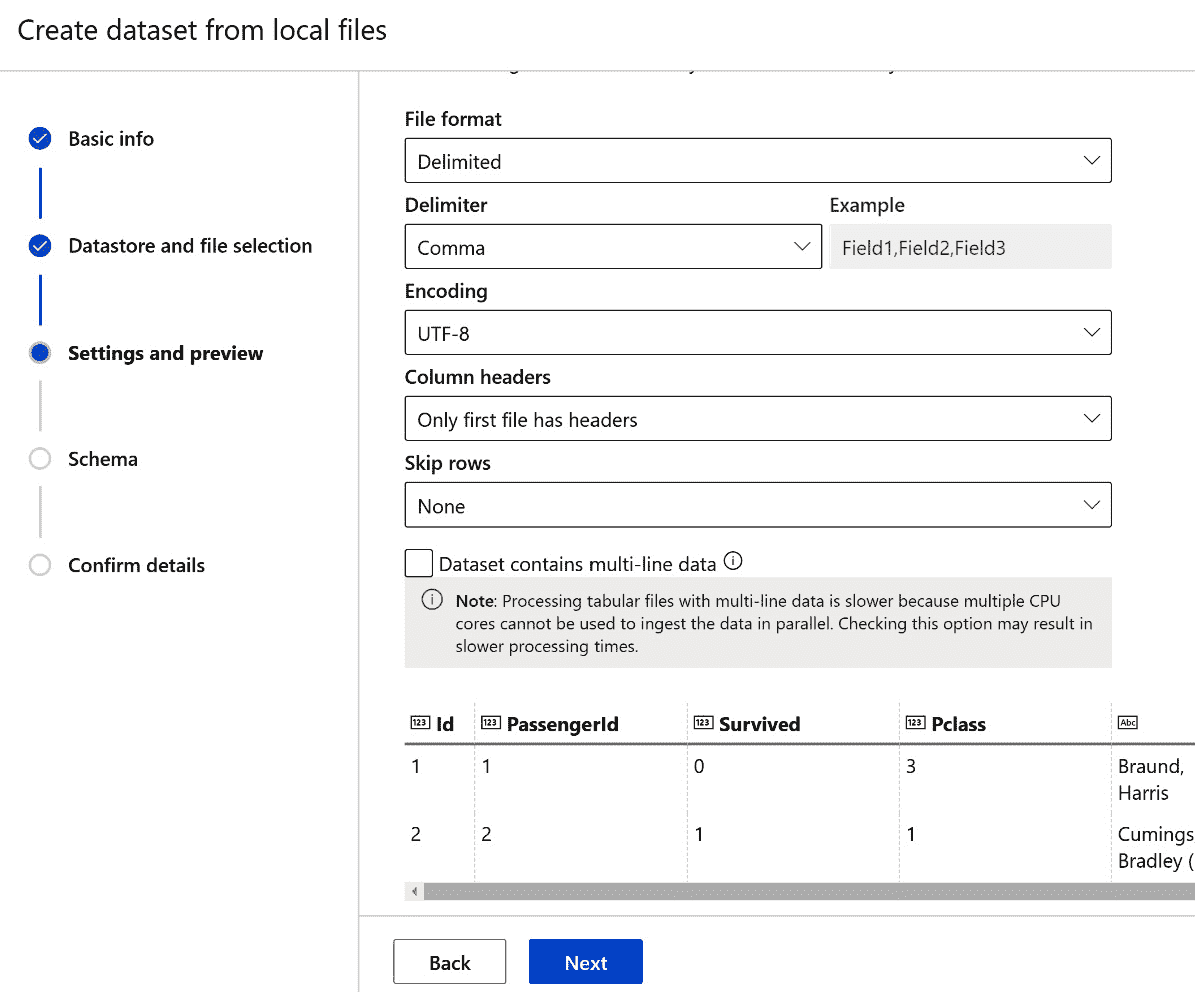 Create dataset from local files
Basic info
Datastore and file selection
Settings and preview
Schema
Confirm details
File format
Delimited
Delimiter
Example
Comma
Field1,Field2,Field3
Encoding
UTF-8
Column headers
Only first file has headers
Skip rows
None
Dataset contains multi-line data
Note: Processing tabular files with multi-line data is slower because multiple CPU
cores cannot be used to ingest the data in parallel. Checking this option may result in
slower processing times.
123 Id 123 PassengerId 123 Survived 123 Pclass Abc
1 1 0 3 Braund,
Harris
2 2 1 1 Cumings
Bradley (
Back Next